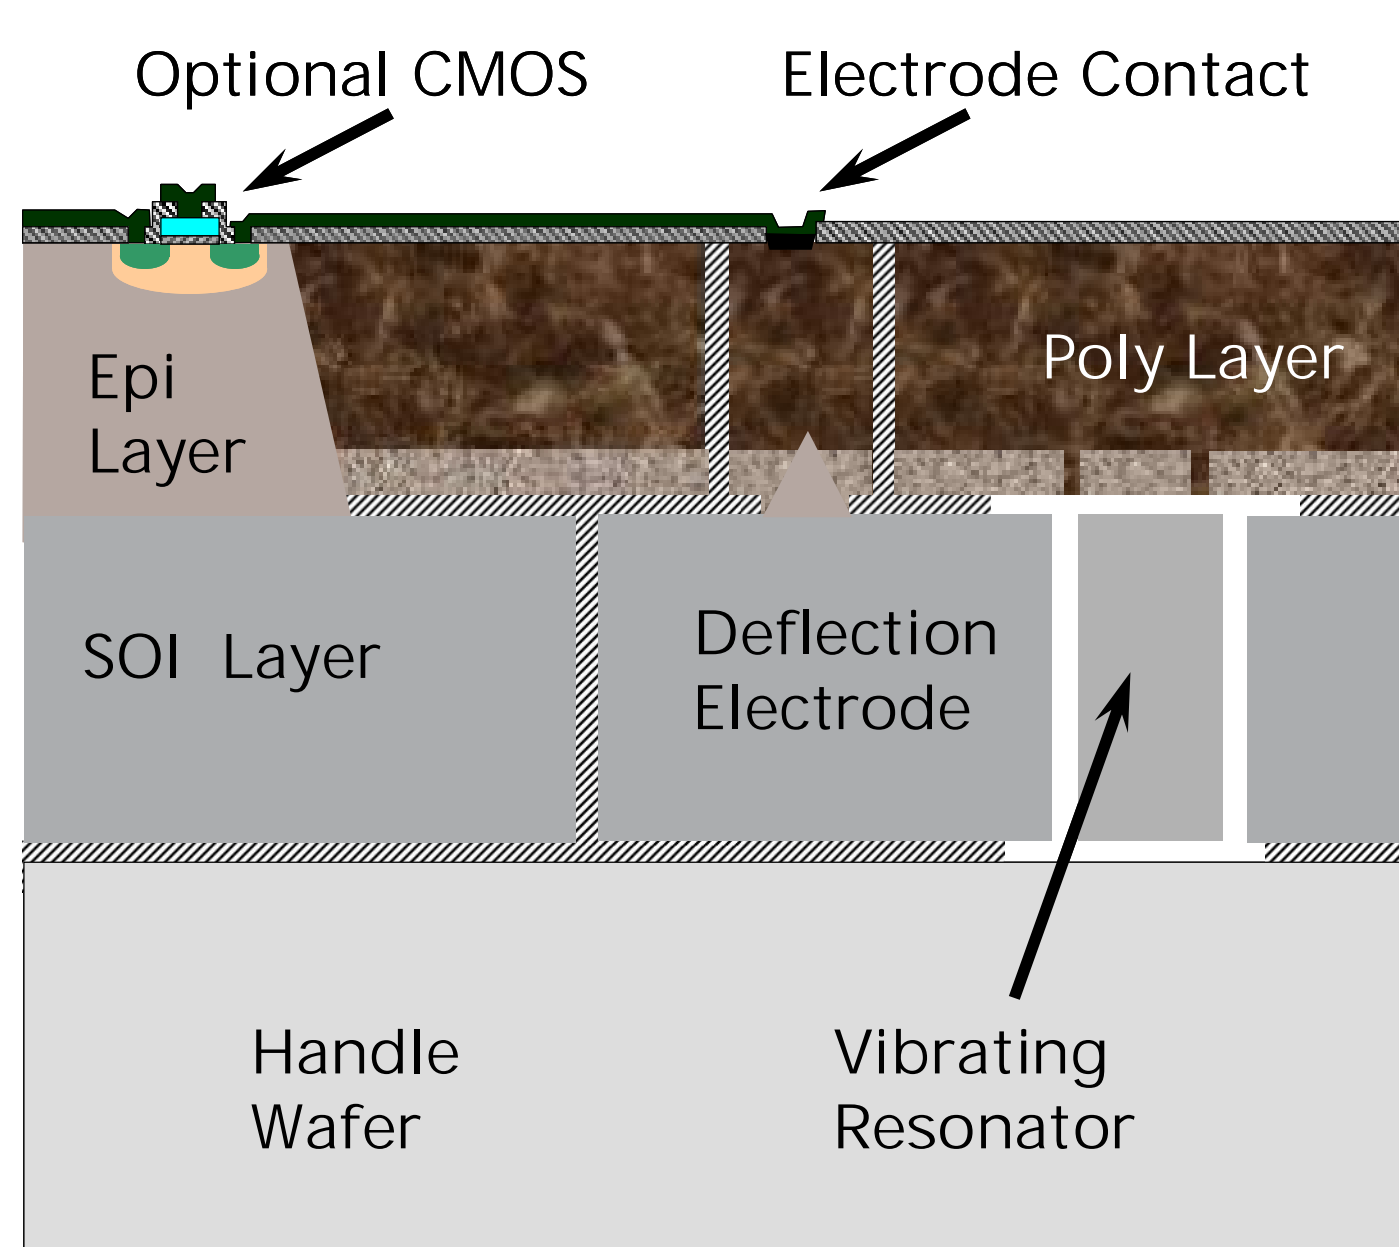 Optional CMOS
Electrode Contact
Epi
Layer
Poly Layer
SOI Layer
Deflection
Electrode
Handle
Wafer
Vibrating
Resonator